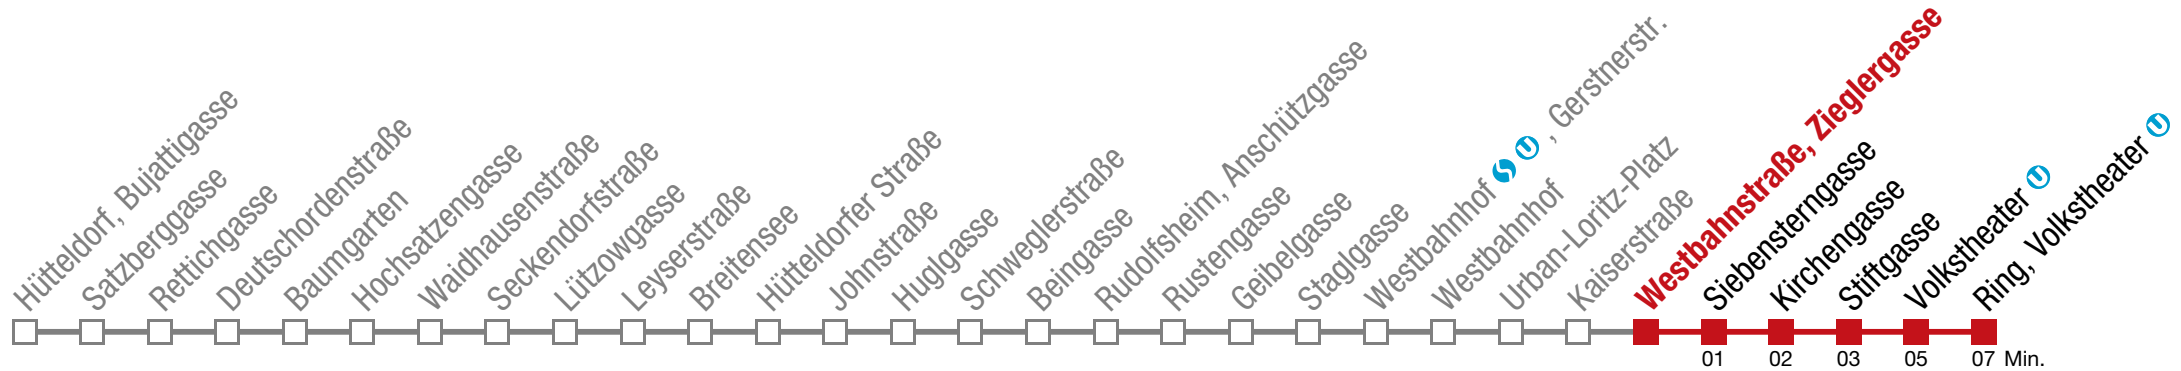 Hütteldorf, Bujattigasse
Satzberggasse
Rettichgasse
Deutschordenstraße
Baumgarten
Hochsatzengasse
Waidhausenstraße
Seckendorfstraße
Lützowgasse
Leyserstraße
Breitensee
Hütteldorfer Straße
Johnstraße
Huglgasse
Schweglerstraße
Beingasse
Rudolfsheim, Anschützgasse
Rustengasse
Geibelgasse
Staglgasse
Westbahnhof S U , Gerstnerstr.
Westbahnhof
Urban-Loritz-Platz
Kaiserstraße
Westbahnstraße, Zieglergasse
Siebensterngasse
Kirchengasse
Stiftgasse
Volkstheater U
Ring, Volkstheater U
01 02 03 05 07 Min.